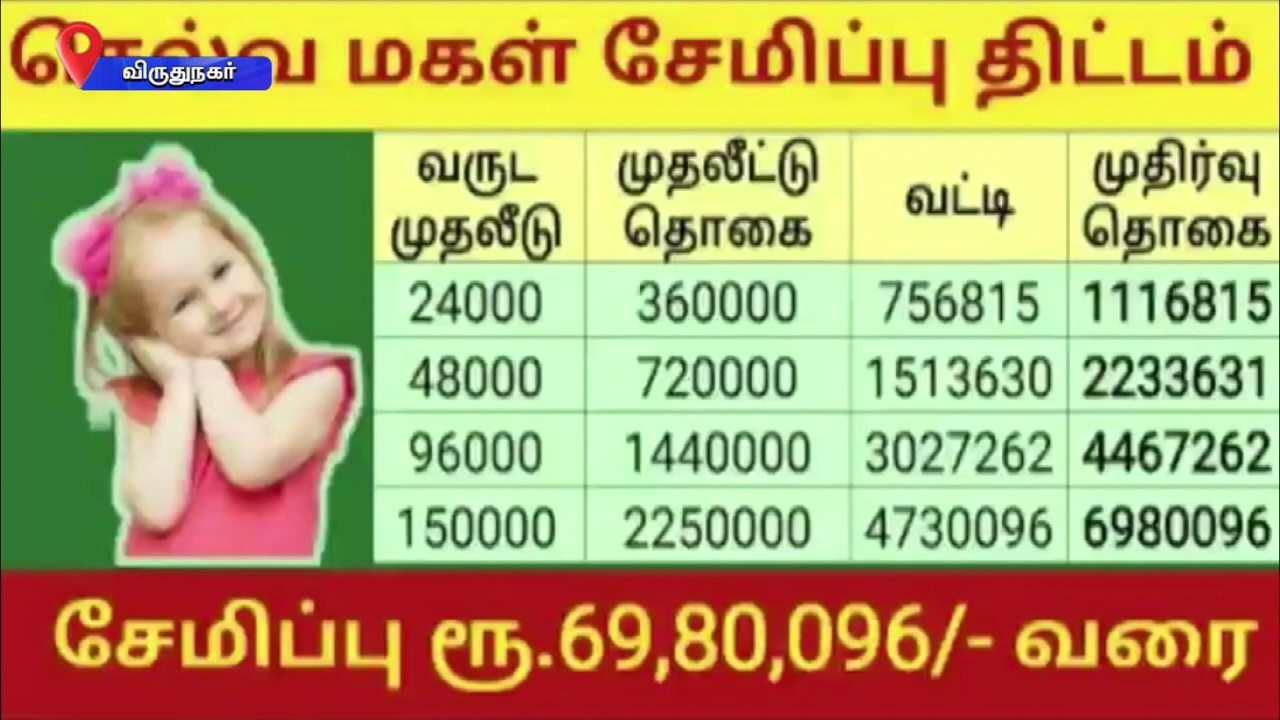 மகள் சேமிப்பு திட்டம்
விருதுநகர்
வருட முதலீடு முதலீட்டு தொகை வட்டி முதிர்வு தொகை
24000 360000 756815 1116815
48000 720000 1513630 2233631
96000 1440000 3027262 4467262
150000 2250000 4730096 6980096
சேமிப்பு ரூ.69,80,096/- வரை